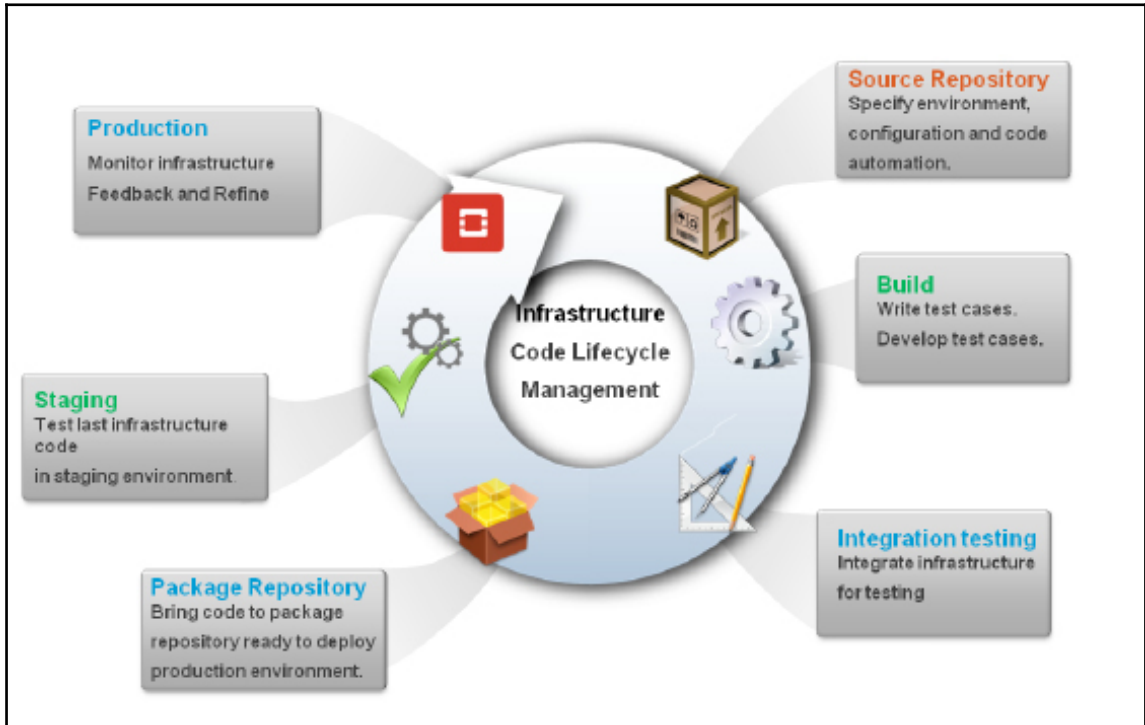 Source Repository
Specify environment,
configuration and code
automation.
Production
Monitor infrastructure
Feedback and Refine
Build
Write test cases.
Develop test cases.
Infrastructure
Code Lifecycle
Management
Staging
Test last infrastructure
code
in staging environment.
Integration testing
Integrate infrastructure
for testing
Package Repository
Bring code to package
repository ready to deploy
production environment.